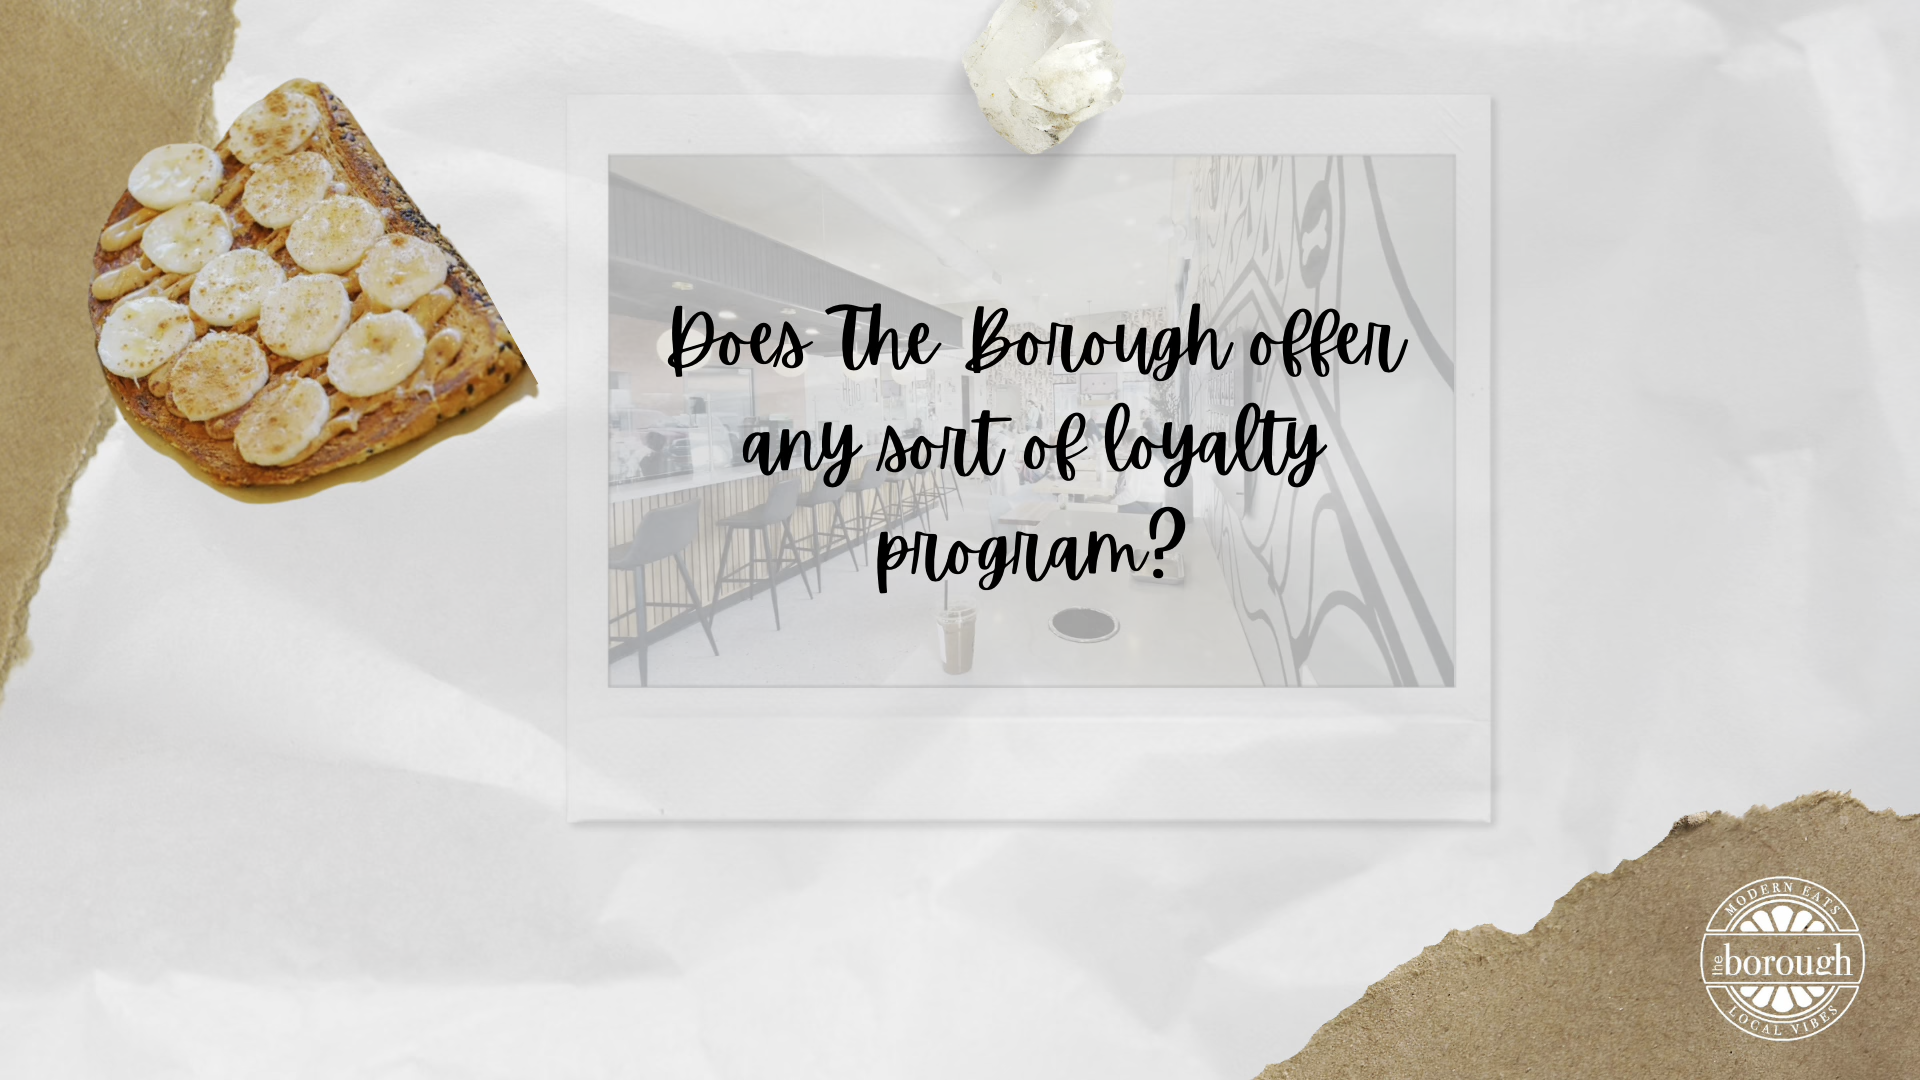 Does The Borough offer
any sort of loyalty
program?
MODERN EATS
the borough
LOCAL VIBES